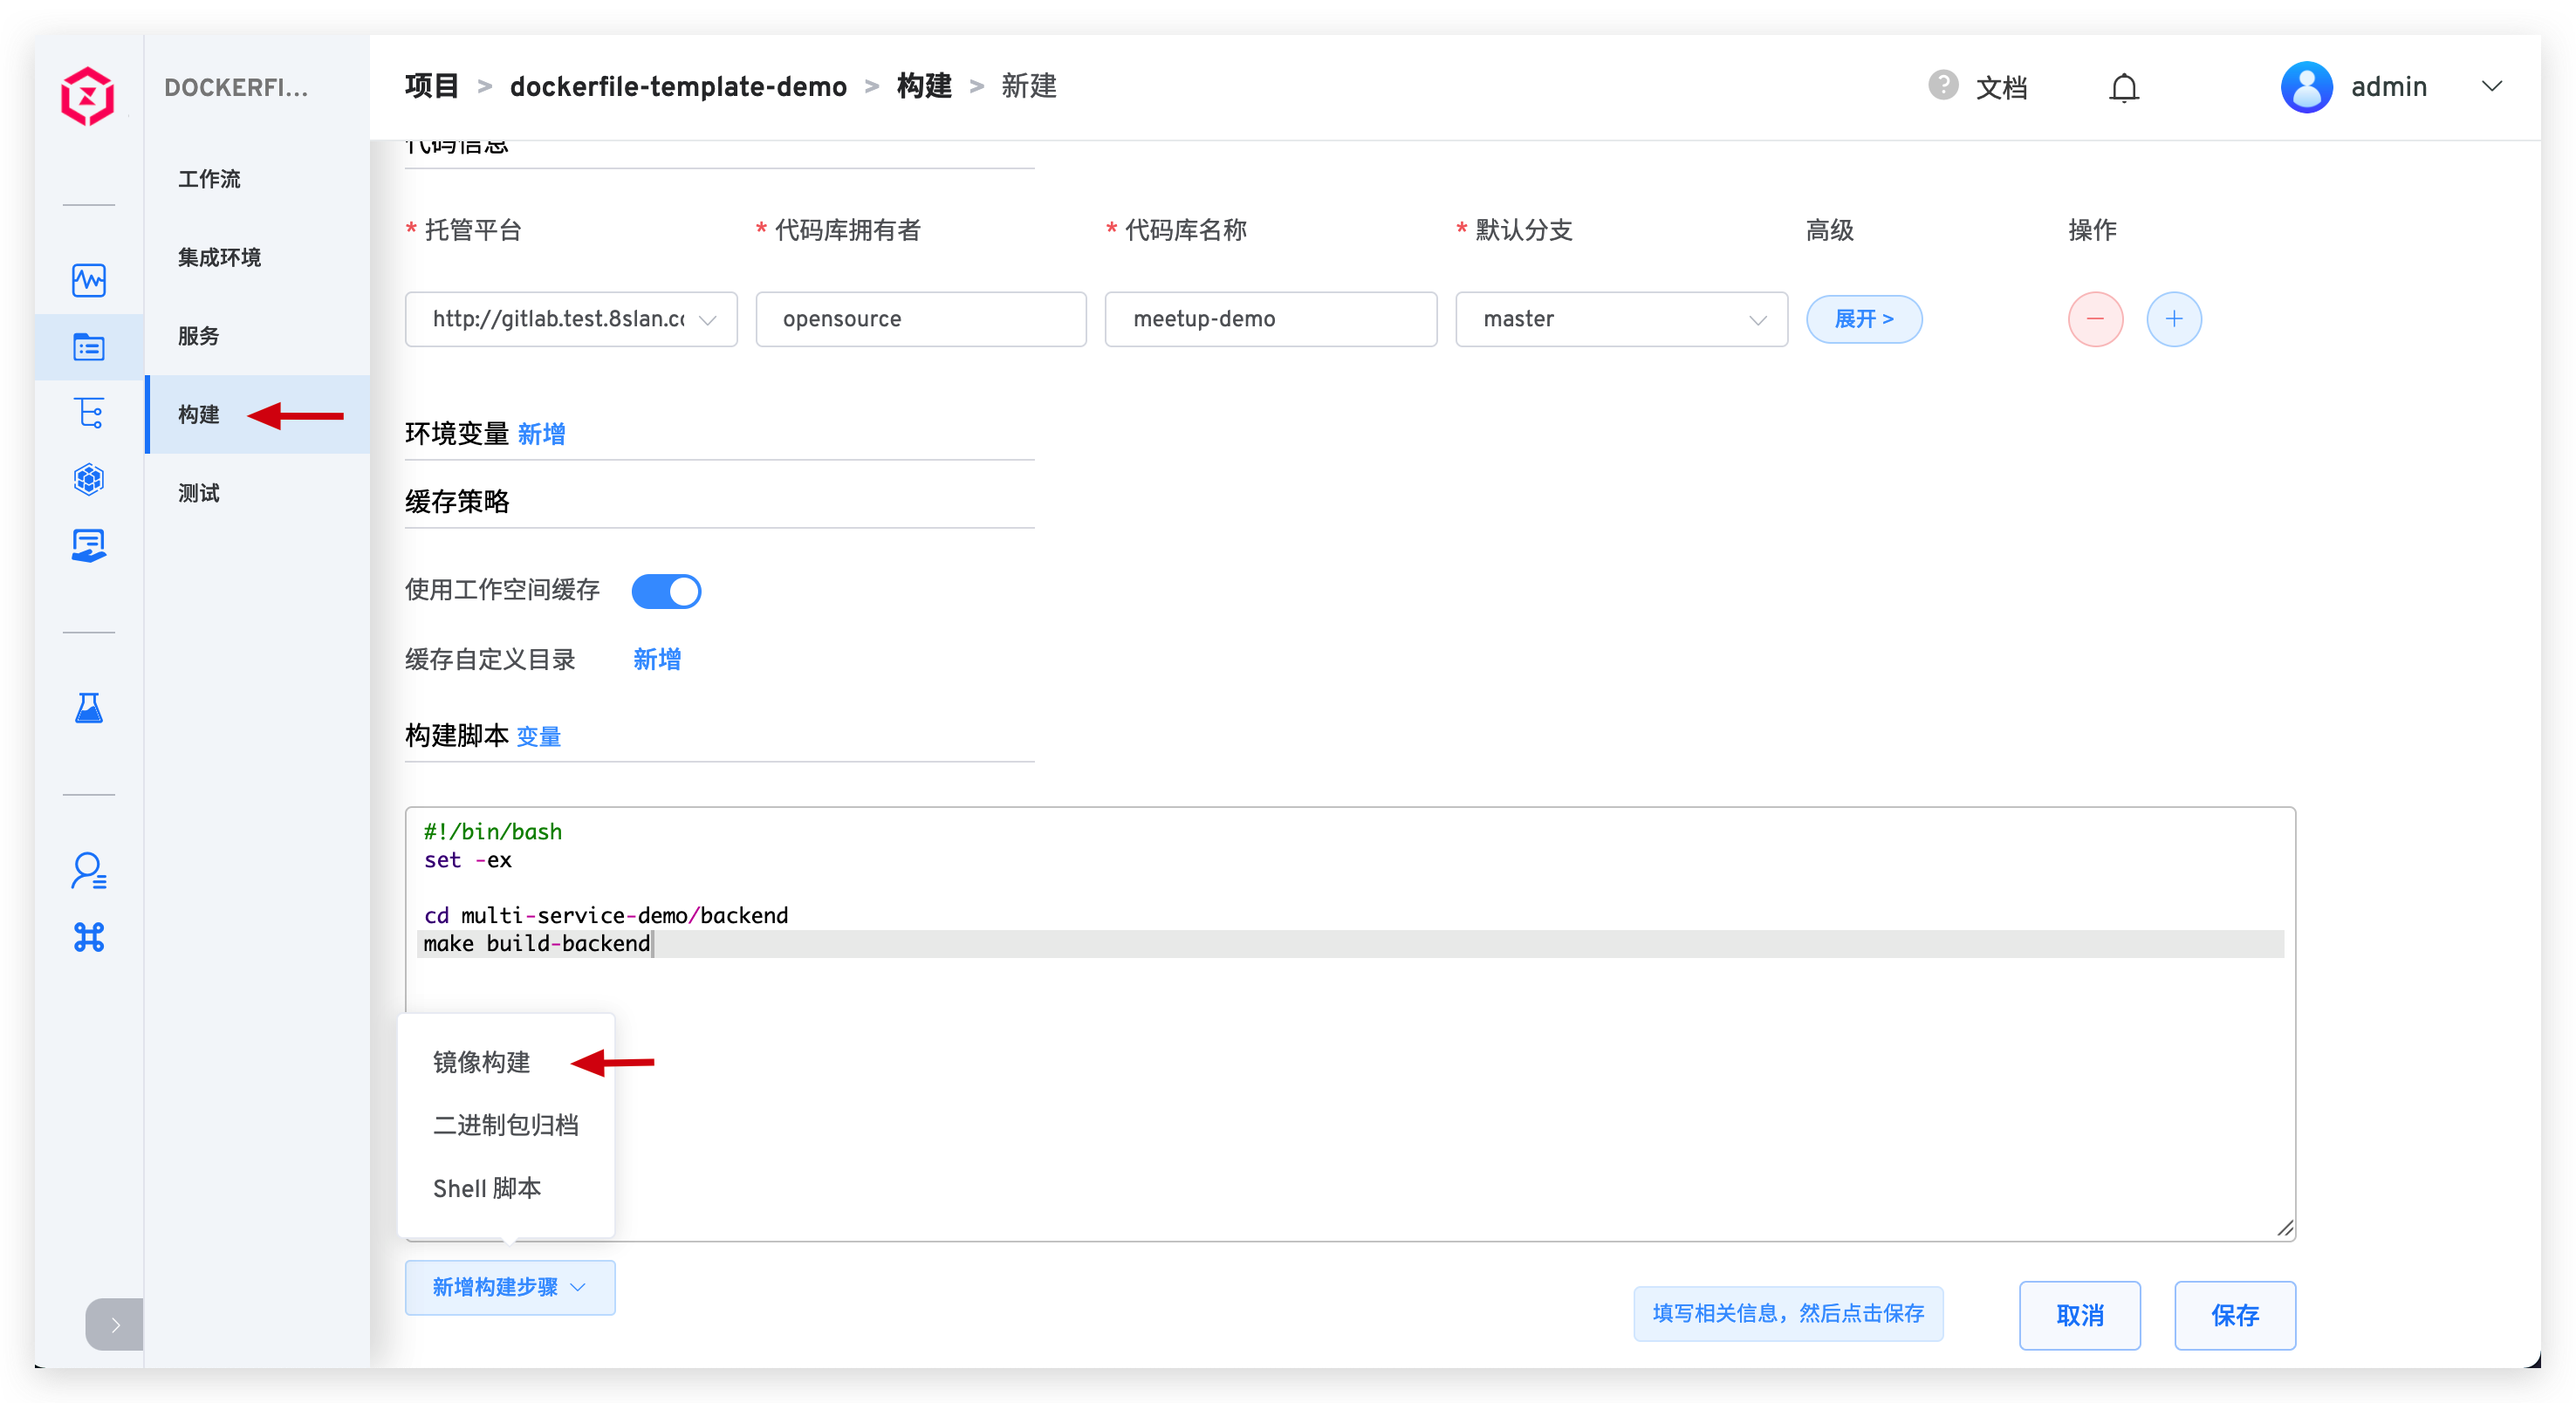 DOCKERFI...
工作流
集成环境
服务
构建
测试
项目 > dockerfile-template-demo > 构建 > 新建
? 文档
admin
代码信息
* 托管平台 * 代码库拥有者 * 代码库名称 * 默认分支 高级 操作
http://gitlab.test.8slan.co opensource meetup-demo master 展开 >
环境变量 新增
缓存策略
使用工作空间缓存
缓存自定义目录 新增
构建脚本 变量
#!/bin/bash
set -ex
cd multi-service-demo/backend
make build-backend
镜像构建
二进制包归档
Shell 脚本
新增构建步骤
填写相关信息，然后点击保存 取消 保存